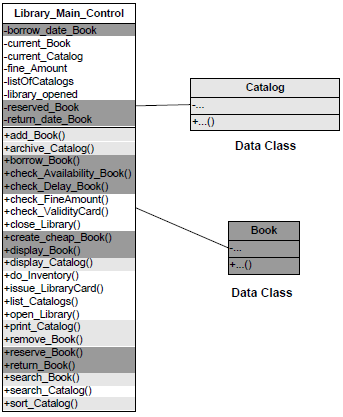 Library_Main_Control
-borrow_date_Book
-current_Book
-current_Catalog
-fine_Amount
-listOfCatalogs
-library_opened
-reserved_Book
-return_date_Book
+add_Book()
+archive_Catalog()
+borrow_Book()
+check_Availability_Book()
+check_Delay_Book()
+check_FineAmount()
+check_ValidityCard()
+close_Library()
+create_cheap_Book()
+display_Book()
+display_Catalog()
+do_Inventory()
+issue_LibraryCard()
+list_Catalogs()
+open_Library()
+print_Catalog()
+remove_Book()
+reserve_Book()
+return_Book()
+search_Book()
+search_Catalog()
+sort_Catalog()
Catalog
-...
+...()
Data Class
Book
-...
+...()
Data Class